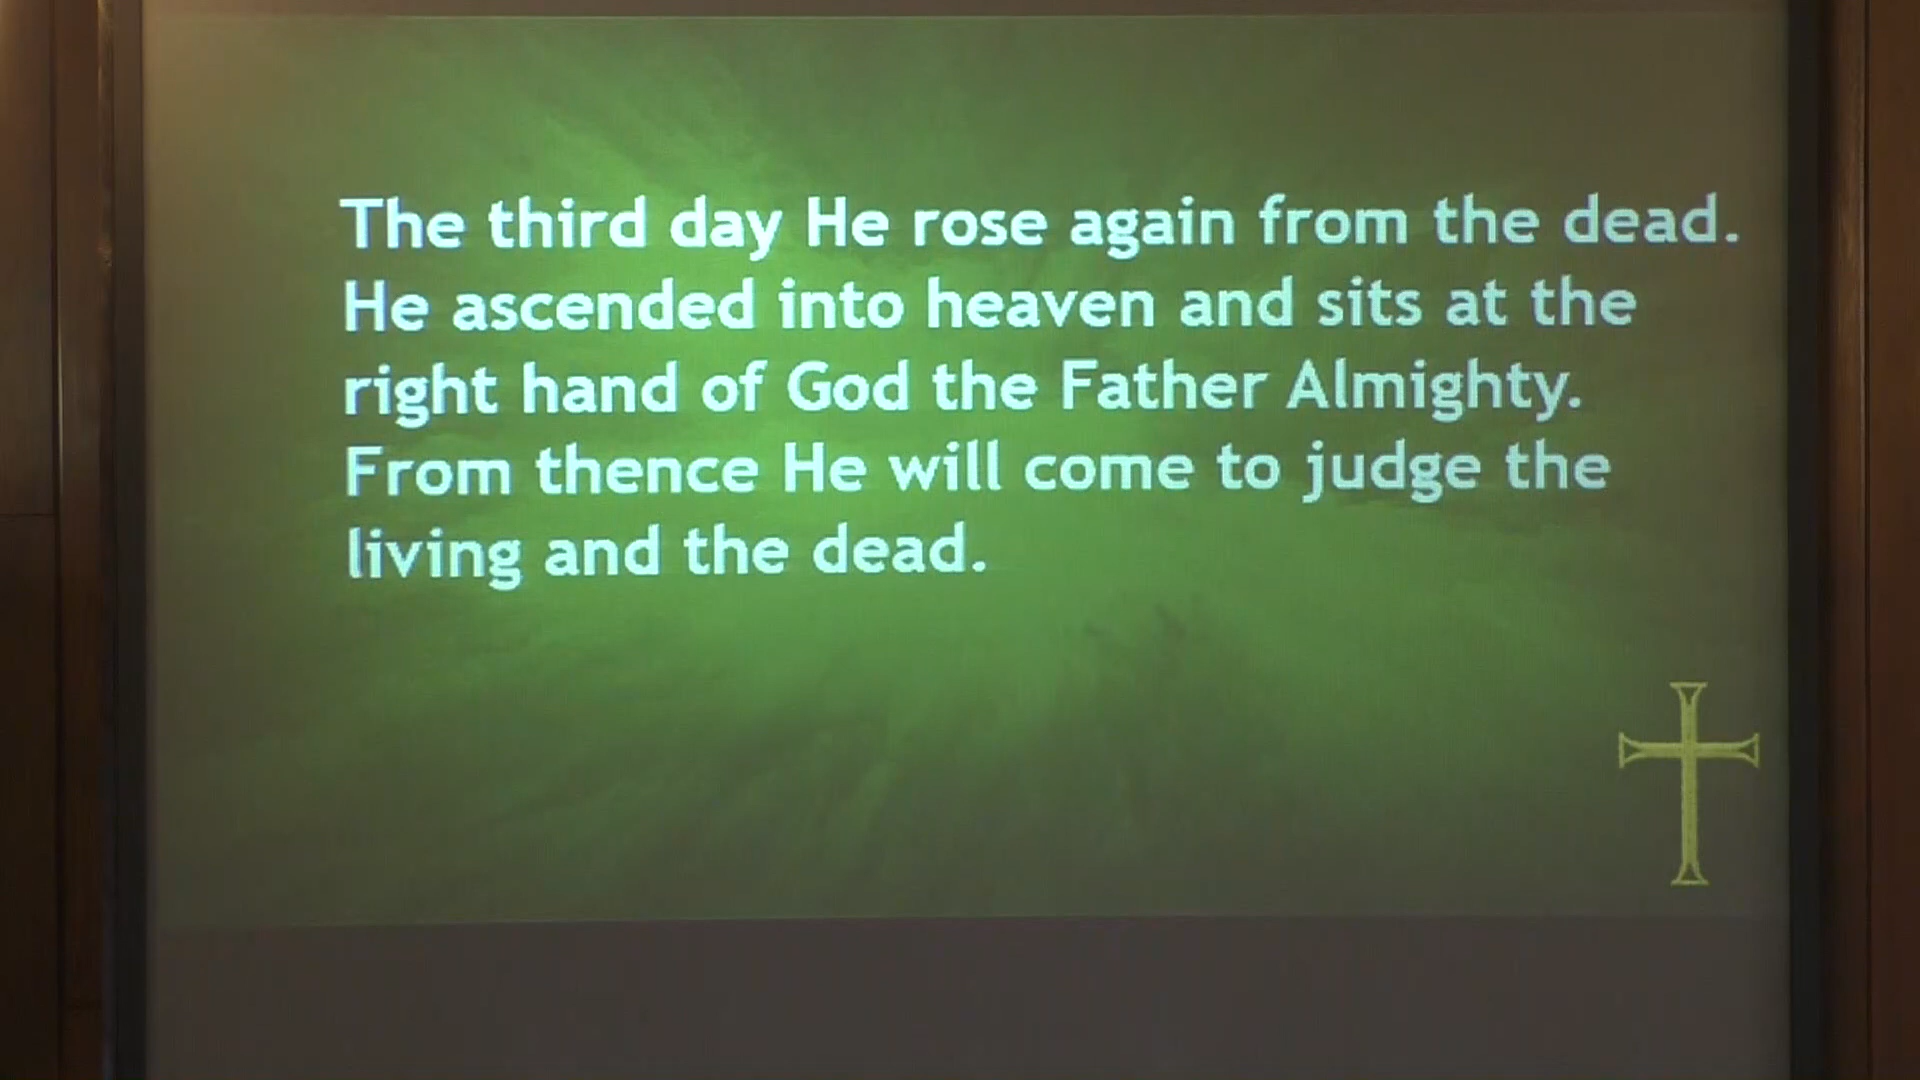 The third day He rose again from the dead.
He ascended into heaven and sits at the
right hand of God the Father Almighty.
From thence He will come to judge the
living and the dead.